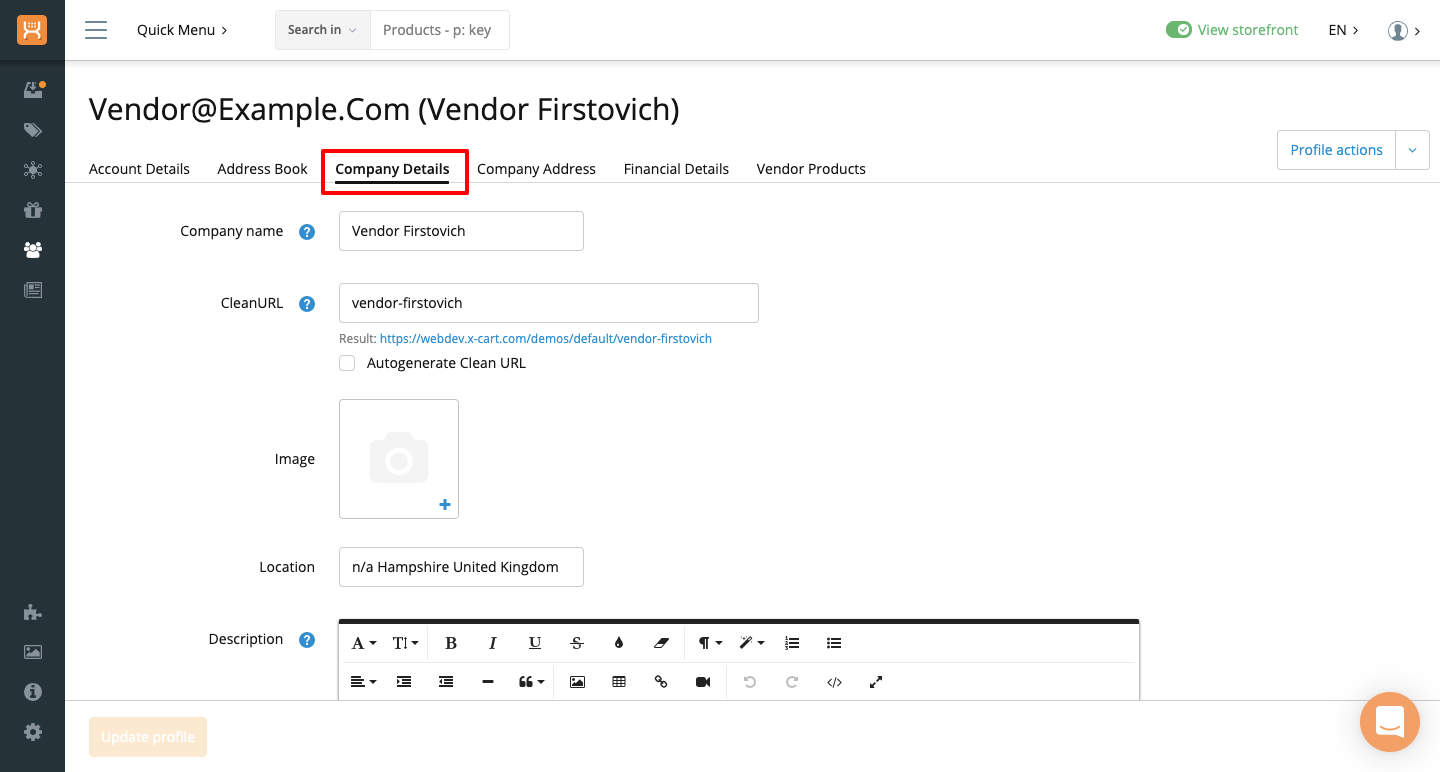 Quick Menu
Search in
Products - p: key
View storefront
EN
Vendor@Example.Com (Vendor Firstovich)
Profile actions
Account Details Address Book Company Details Company Address Financial Details Vendor Products
Company name ? Vendor Firstovich
CleanURL ? vendor-firstovich
Result: https://webdev.x-cart.com/demos/default/vendor-firstovich
Autogenerate Clean URL
Image
Location n/a Hampshire United Kingdom
Description ?
Update profile